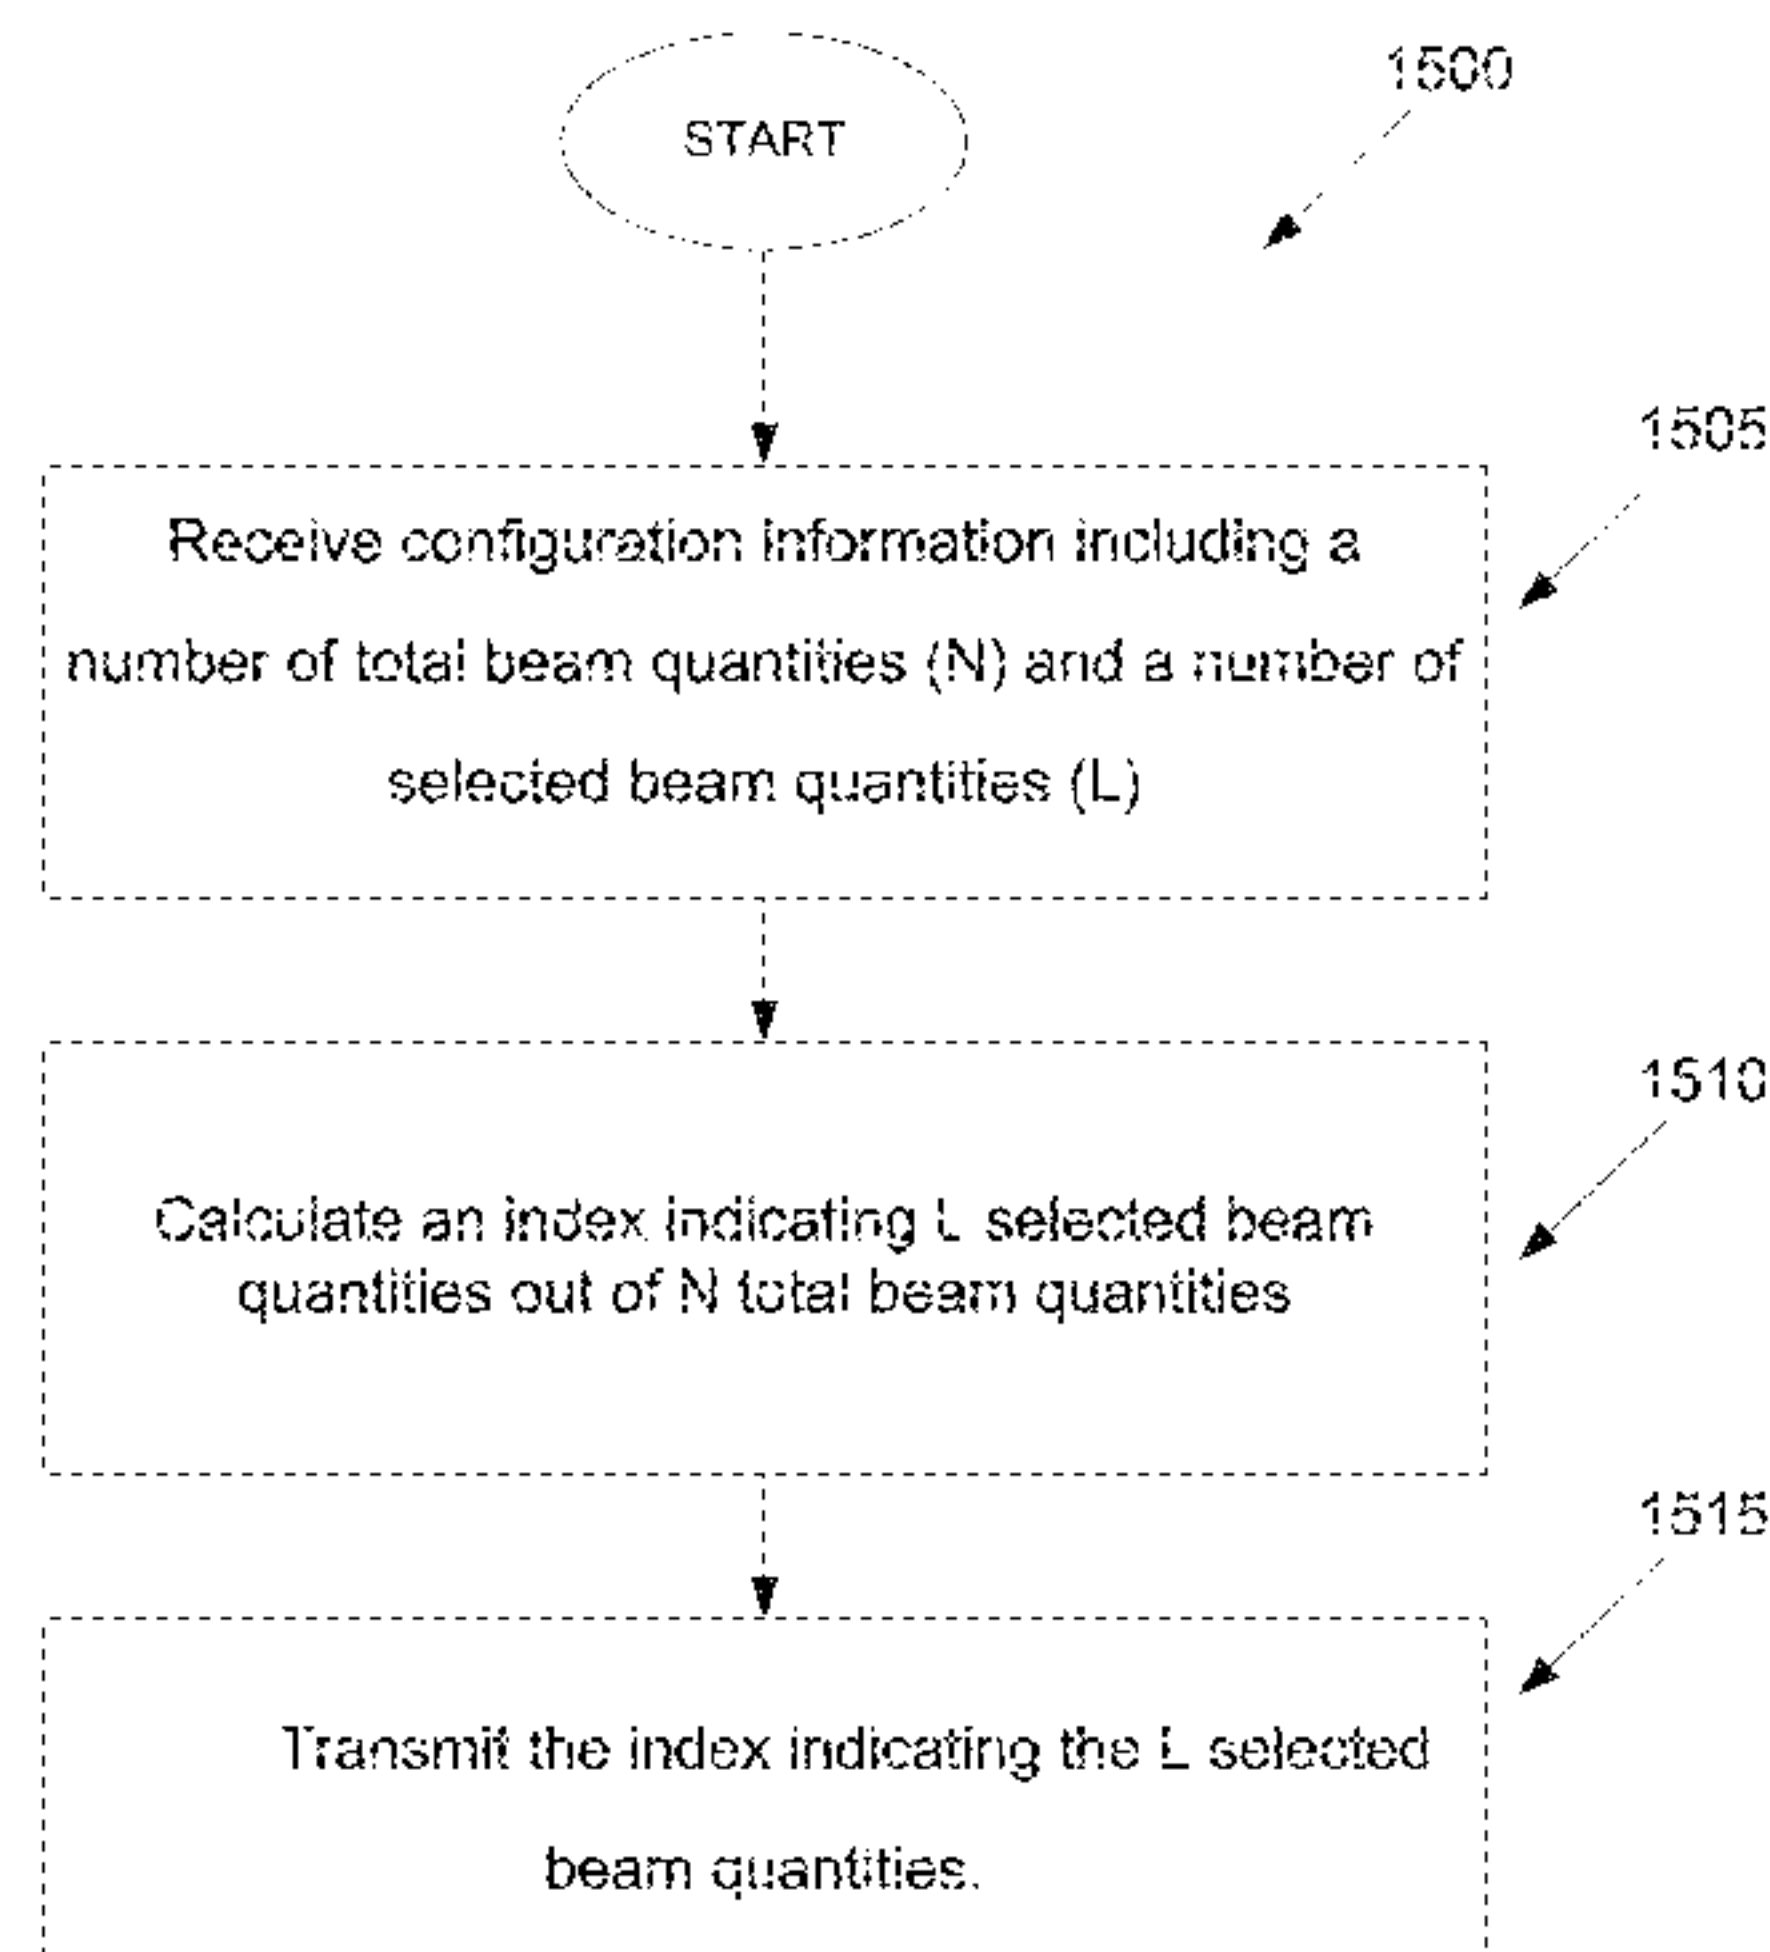 1500
START
1505
Receive configuration information including a
number of total beam quantities (N) and a number of
selected beam quantities (L)
1510
Calculate an index indicating L selected beam
quantities out of N total beam quantities
1515
Transmit the index indicating the L selected
beam quantities.